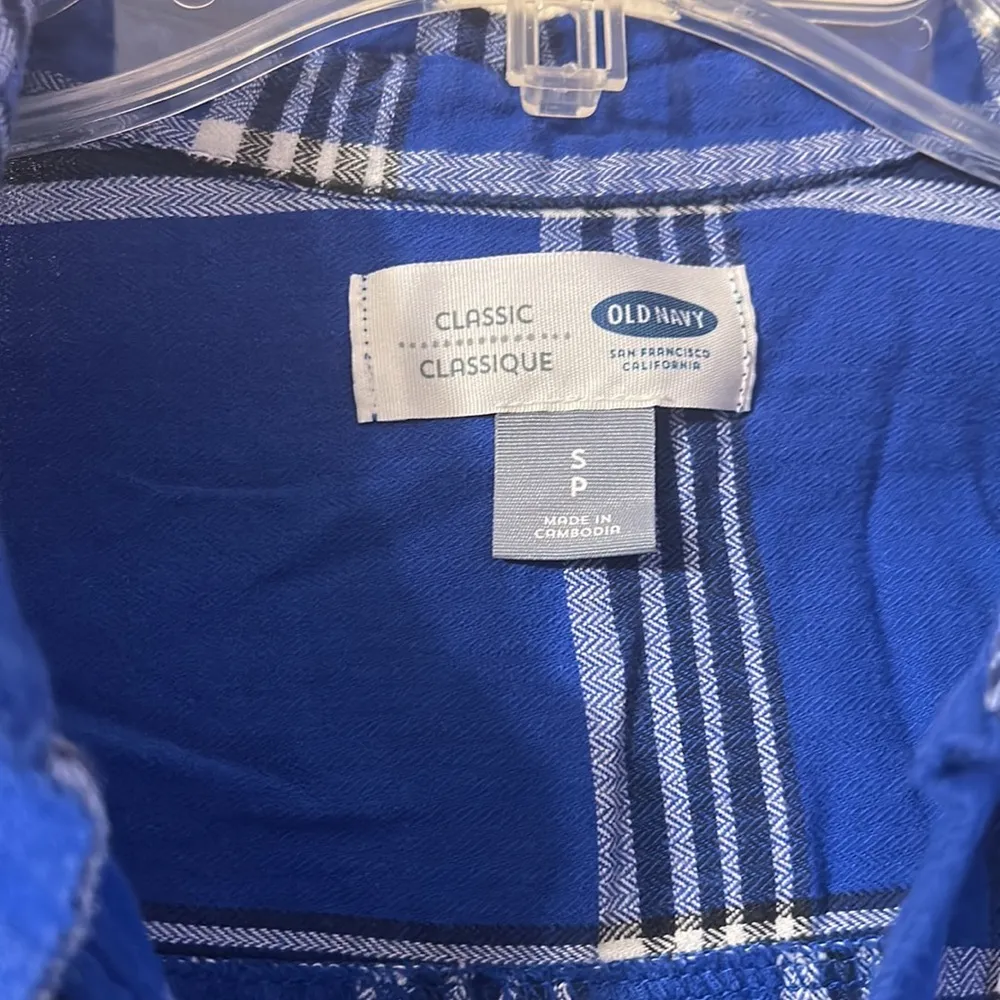 CLASSIC
CLASSIQUE
OLD NAVY
SAN FRANCISCO
CALIFORNIA
S
P
MADE IN
CAMBODIA